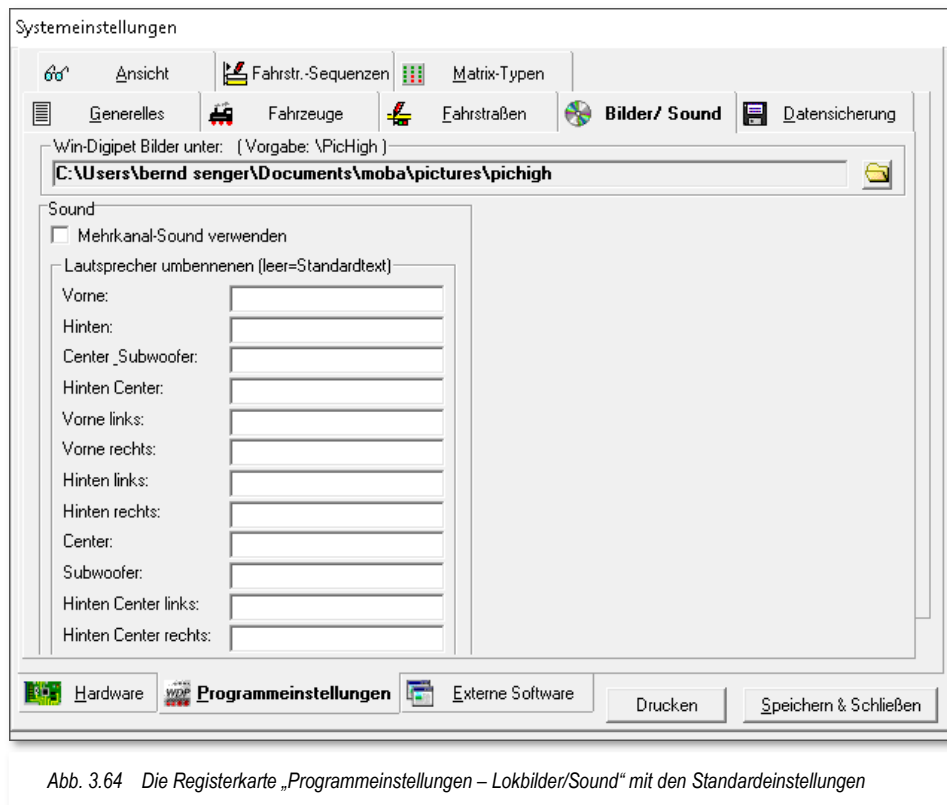 Systemeinstellungen
Ansicht Fahrstr.-Sequenzen Matrix-Typen
Generelles Fahrzeuge Fahrstraßen Bilder/ Sound Datensicherung
Win-Digipet Bilder unter: ( Vorgabe: \PicHigh )
C:\Users\bernd senger\Documents\moba\pictures\pichigh
Sound
Mehrkanal-Sound verwenden
Lautsprecher umbennenen (leer=Standardtext)
Vorne:
Hinten:
Center_Subwoofer:
Hinten Center:
Vorne links:
Vorne rechts:
Hinten links:
Hinten rechts:
Center:
Subwoofer:
Hinten Center links:
Hinten Center rechts:
Hardware WDP Programmeinstellungen Externe Software
Drucken Speichern & Schließen
Abb. 3.64 Die Registerkarte „Programmeinstellungen – Lokbilder/Sound“ mit den Standardeinstellungen